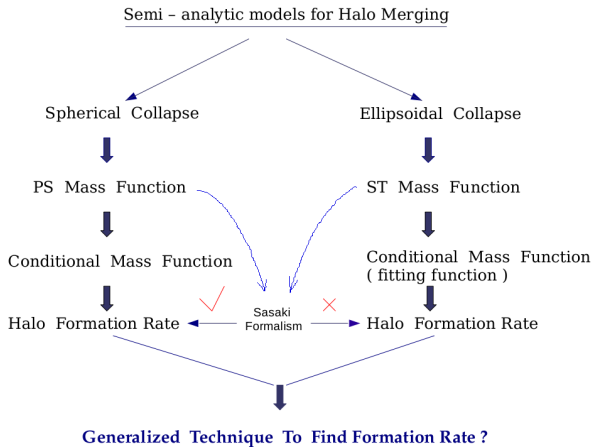 Semi – analytic models for Halo Merging
Spherical Collapse
Ellipsoidal Collapse
PS Mass Function
ST Mass Function
Conditional Mass Function
Conditional Mass Function
( fitting function )
Halo Formation Rate
Sasaki
Formalism
Halo Formation Rate
Generalized Technique To Find Formation Rate ?